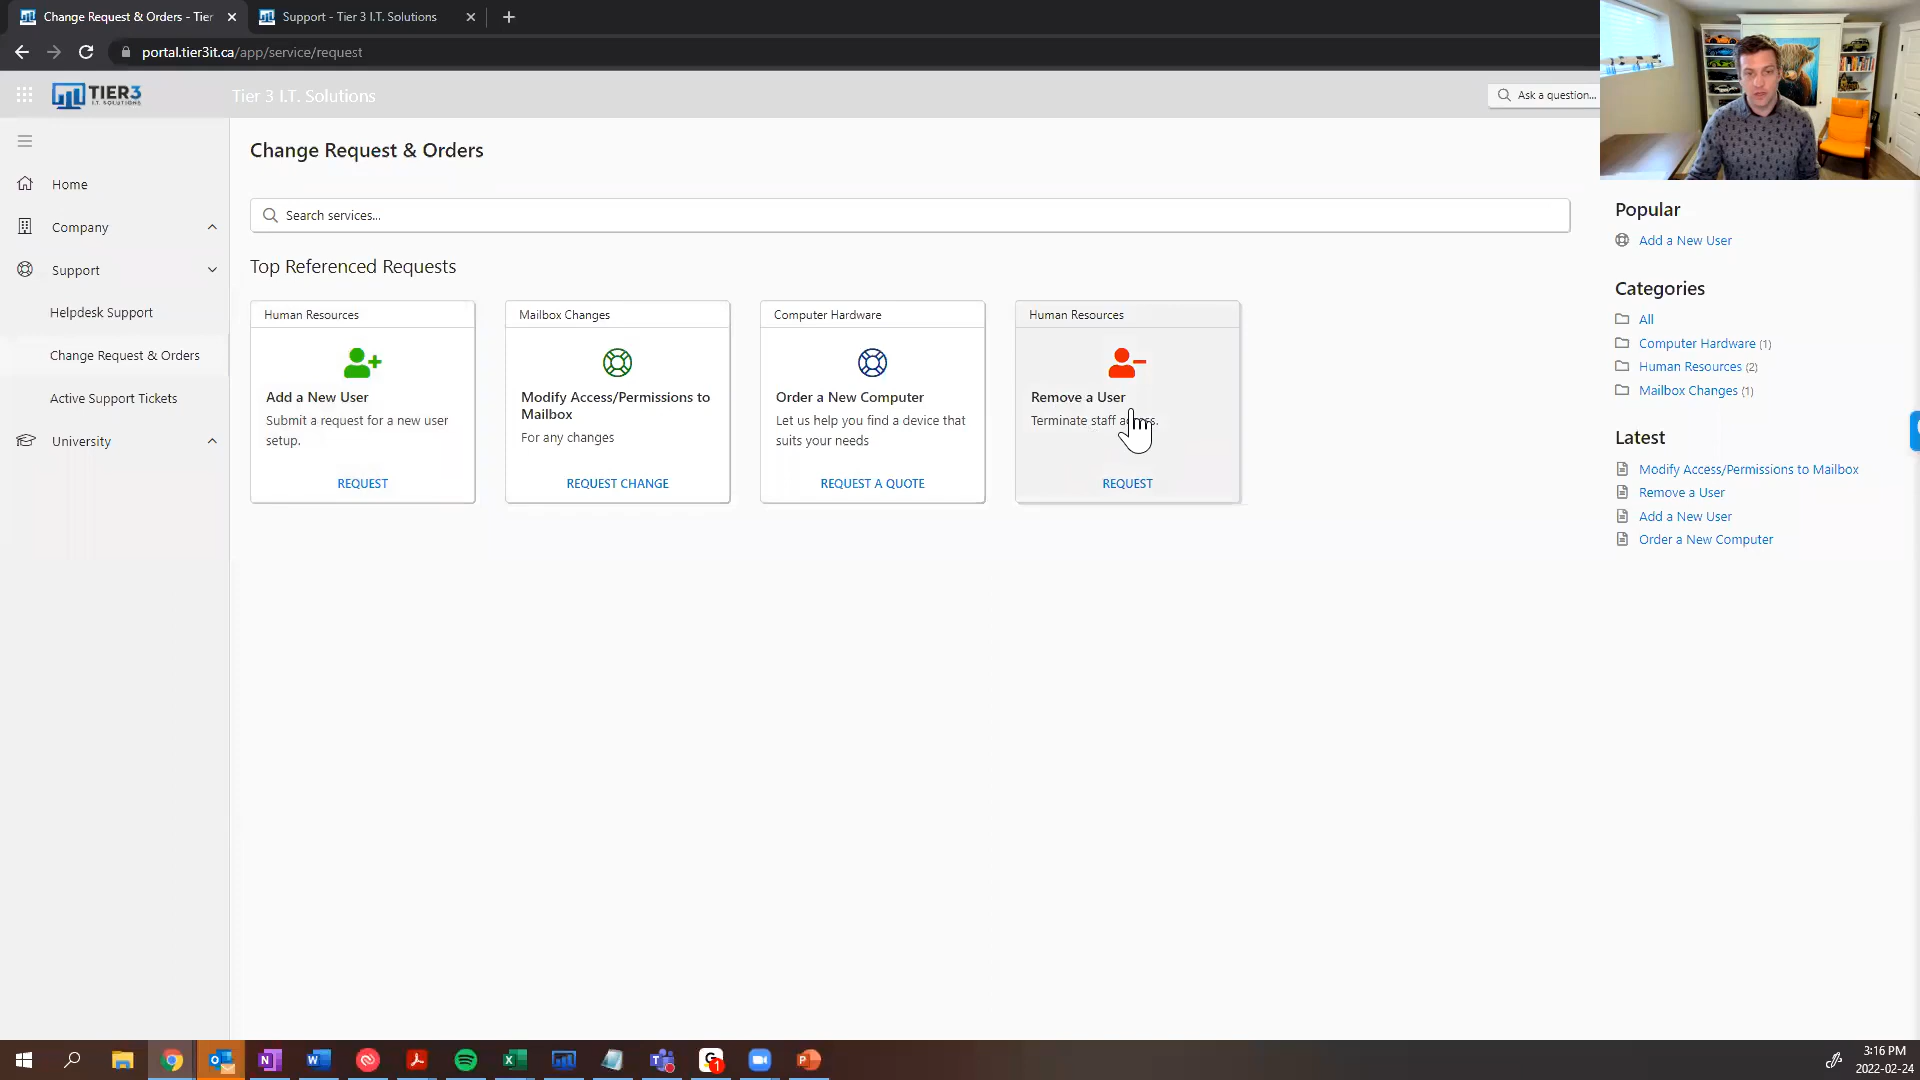 Change Request & Orders - Tier
Support - Tier 3 I.T. Solutions
portal.tier3it.ca/app/service/request
TIER3
I.T. SOLUTIONS
Tier 3 I.T. Solutions
Ask a question...
Home
Company
Support
Helpdesk Support
Change Request & Orders
Active Support Tickets
University
Change Request & Orders
Search services...
Top Referenced Requests
Human Resources
Add a New User
Submit a request for a new user
setup.
REQUEST
Mailbox Changes
Modify Access/Permissions to
Mailbox
For any changes
REQUEST CHANGE
Computer Hardware
Order a New Computer
Let us help you find a device that
suits your needs
REQUEST A QUOTE
Human Resources
Remove a User
Terminate staff
REQUEST
Popular
Add a New User
Categories
All
Computer Hardware (1)
Human Resources (2)
Mailbox Changes (1)
Latest
Modify Access/Permissions to Mailbox
Remove a User
Add a New User
Order a New Computer
3:16 PM
2022-02-24